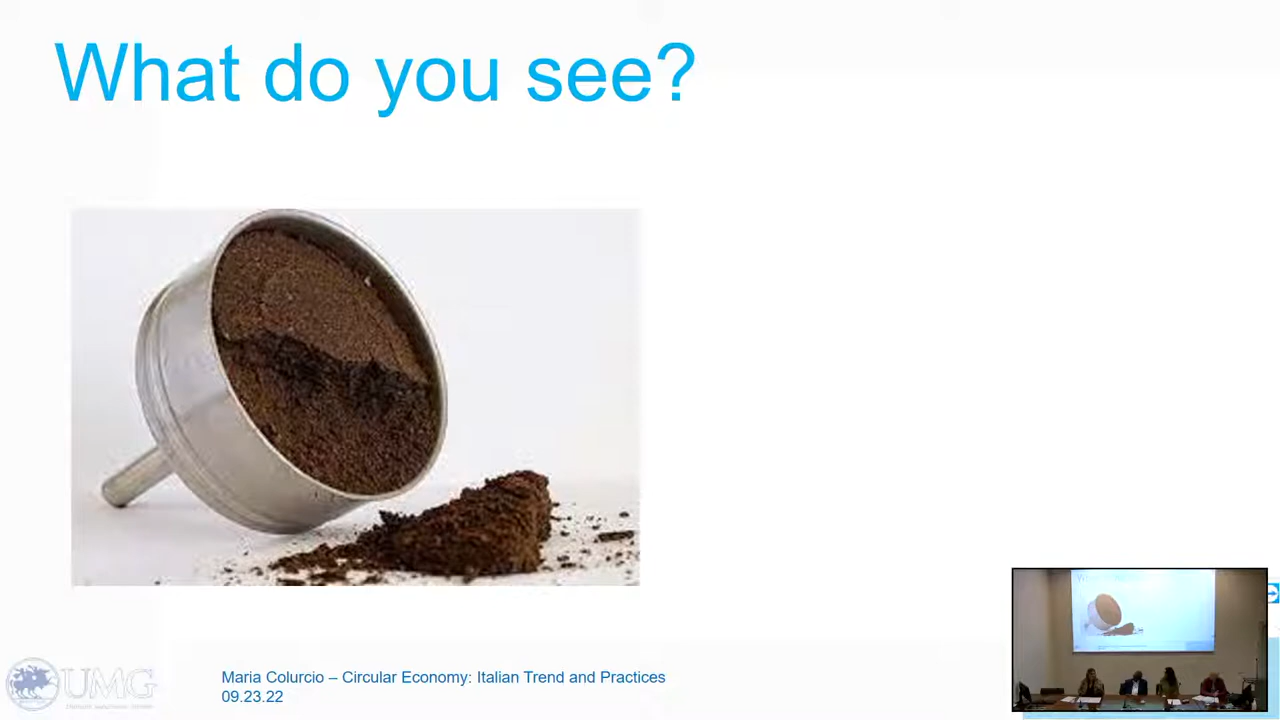 What do you see?
UMG
Maria Colurcio – Circular Economy: Italian Trend and Practices
09.23.22